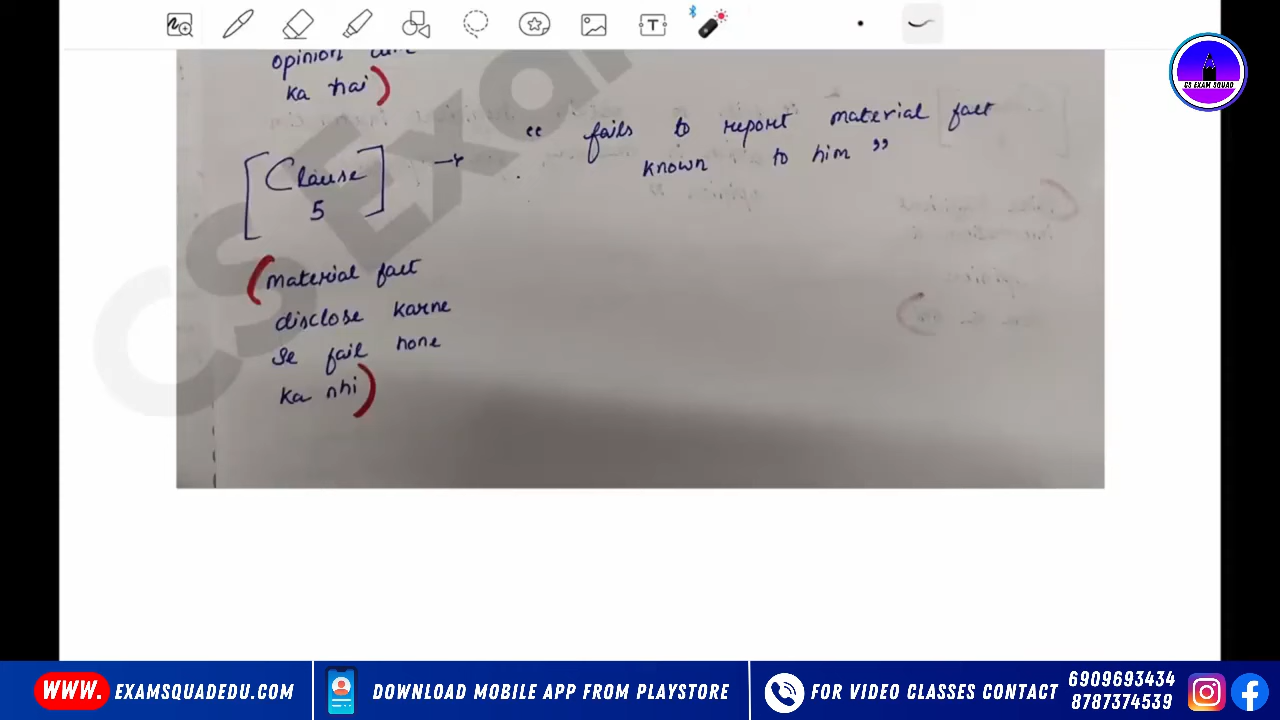 opinion
ka hai)
CS Exam
[Clause 5] → “ fails to report material fact
known to him ”
(material fact
disclose karne
se fail hone
ka nhi)
CS EXAM SQUAD
WWW. EXAMSQUADEDU.COM
DOWNLOAD MOBILE APP FROM PLAYSTORE
FOR VIDEO CLASSES CONTACT
6909693434
8787374539